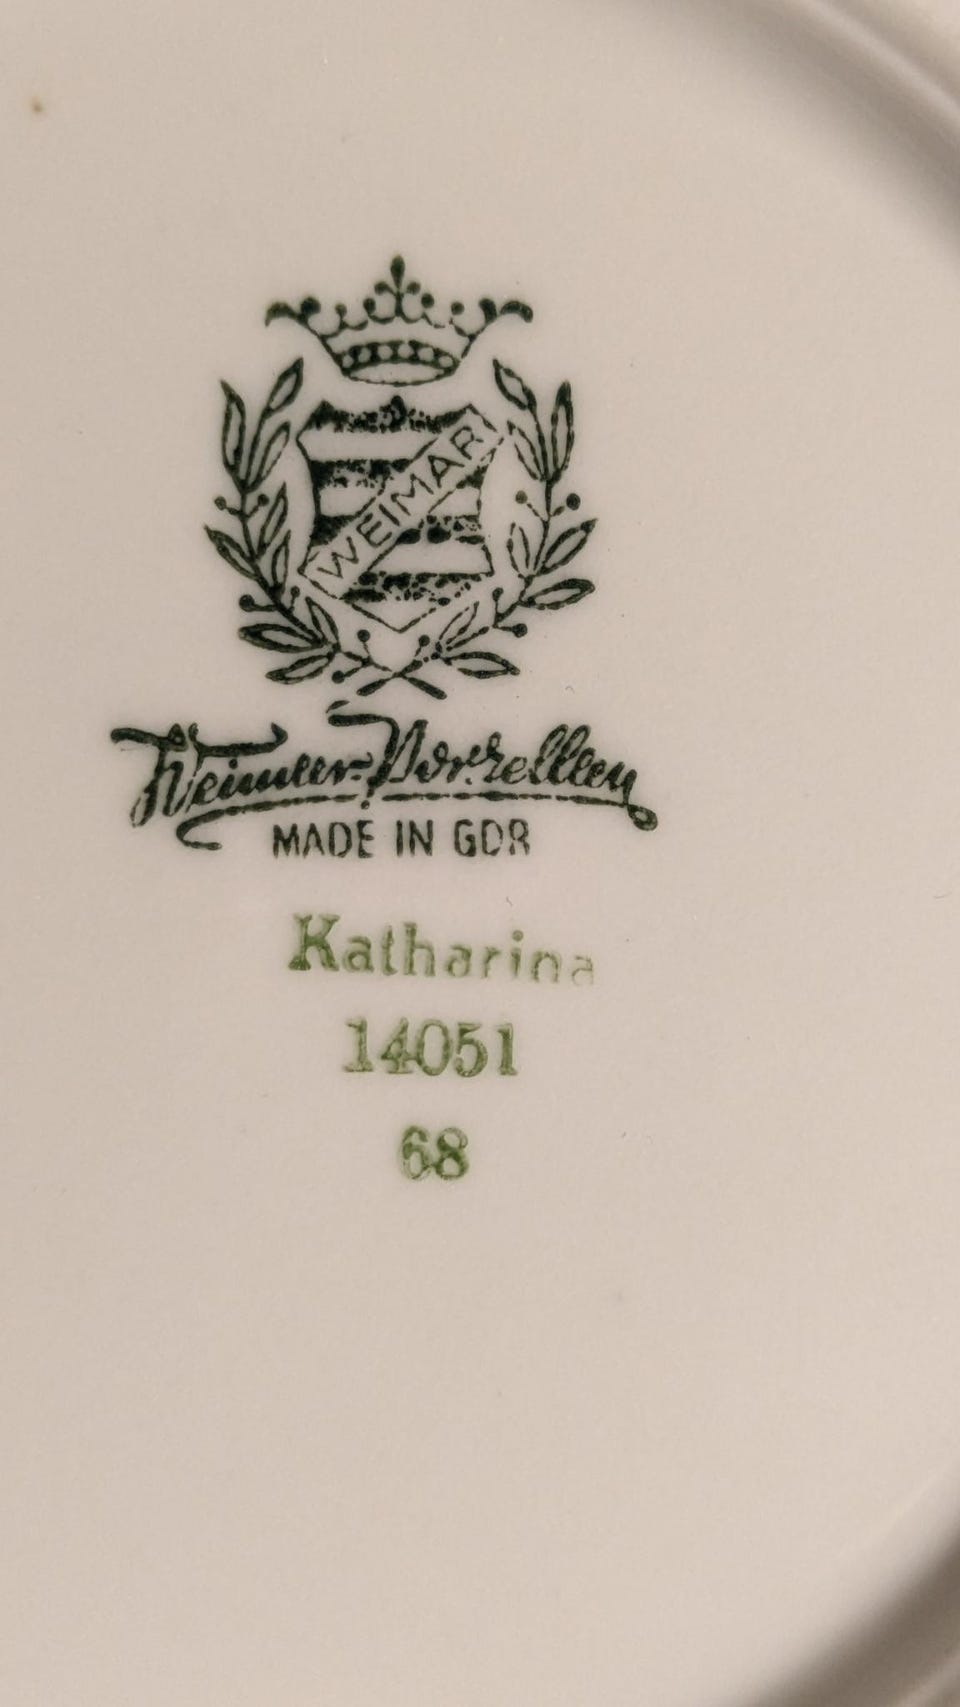 WEIMAR
Weimar-Porzellan
MADE IN GDR
Katharina
14051
68